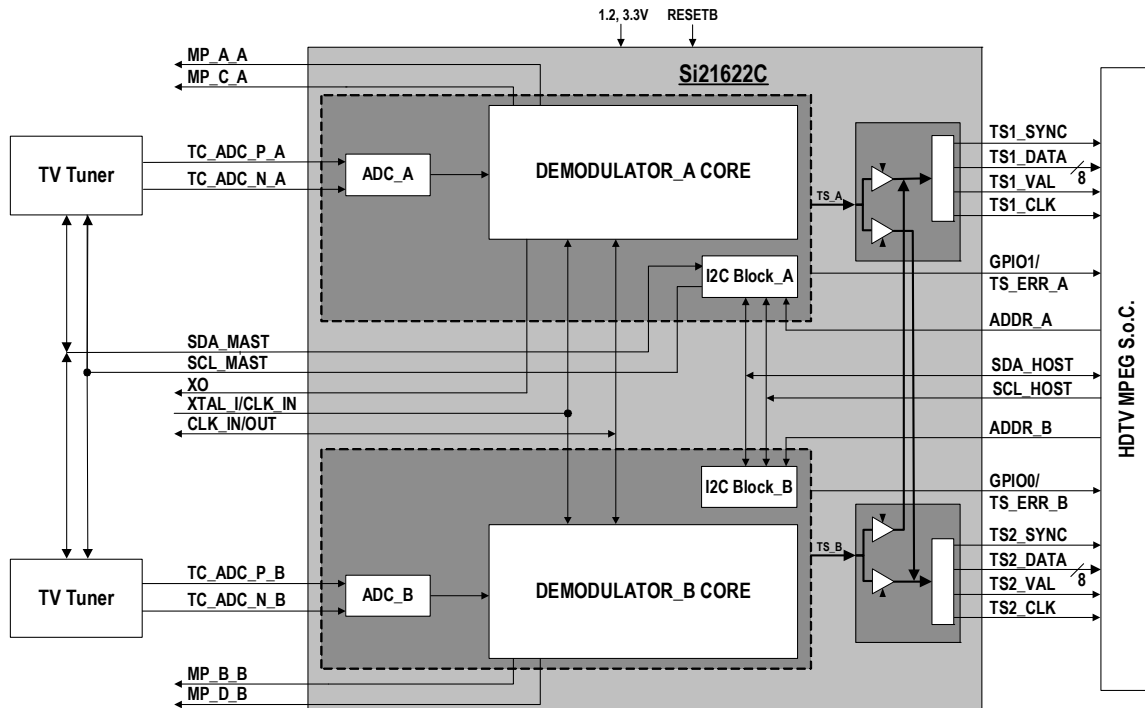 1.2, 3.3V
RESETB
Si21622C
MP_A_A
MP_C_A
TV Tuner
TC_ADC_P_A
TC_ADC_N_A
ADC_A
DEMODULATOR_A CORE
TS_A
TS1_SYNC
TS1_DATA
8
TS1_VAL
TS1_CLK
I2C Block_A
GPIO1/
TS_ERR_A
ADDR_A
SDA_MAST
SCL_MAST
XO
XTAL_I/CLK_IN
CLK_IN/OUT
SDA_HOST
SCL_HOST
ADDR_B
HDTV MPEG S.o.C.
I2C Block_B
GPIO0/
TS_ERR_B
TV Tuner
TC_ADC_P_B
TC_ADC_N_B
ADC_B
DEMODULATOR_B CORE
TS_B
TS2_SYNC
TS2_DATA
8
TS2_VAL
TS2_CLK
MP_B_B
MP_D_B